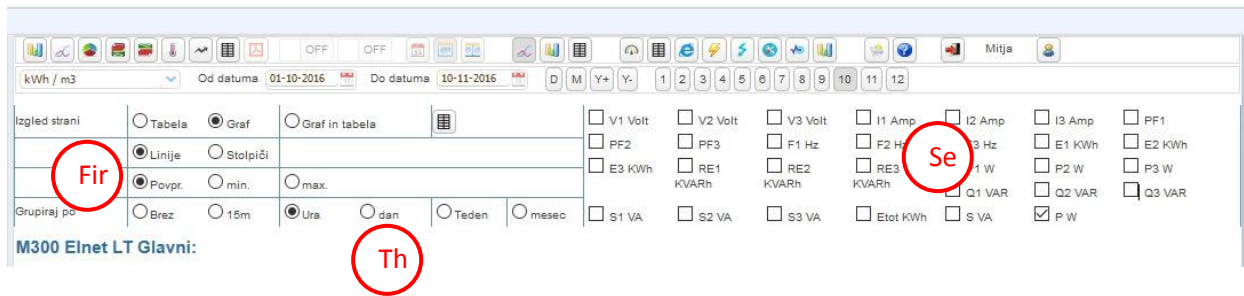 OFF OFF Mitja
kWh / m3 Od datuma 01-10-2016 Do datuma 10-11-2016 D M Y+ Y- 1 2 3 4 5 6 7 8 9 10 11 12
Izgled strani Tabela Graf Graf in tabela V1 Volt V2 Volt V3 Volt I1 Amp I2 Amp I3 Amp PF1
Linije Stolpiči PF2 PF3 F1 Hz F2 Hz F3 Hz E1 KWh E2 KWh
Fir Se
Povpr. min. max. E3 KWh RE1 KVARh RE2 KVARh RE3 KVARh P1 W P2 W P3 W
Q1 VAR Q2 VAR Q3 VAR
Grupiraj po Brez 15m Ura dan Teden mesec S1 VA S2 VA S3 VA Etot KWh S VA P W
M300 Elnet LT Glavni:
Th